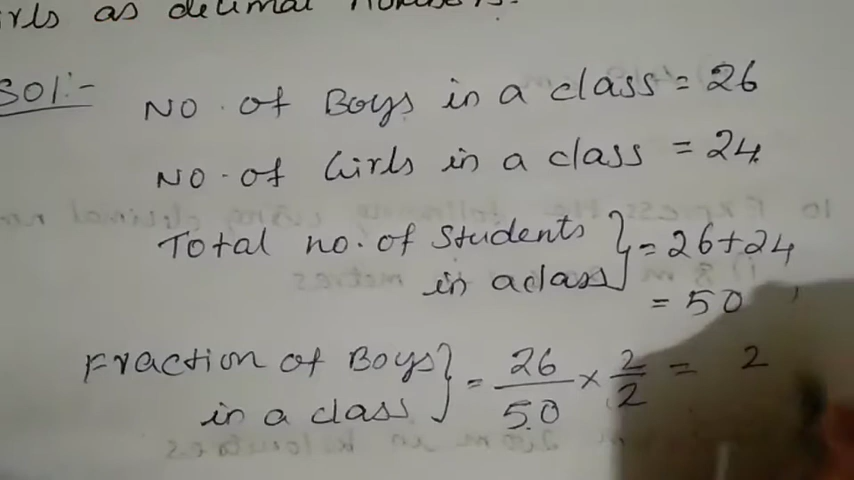 as decimal
Sol:-
No. of Boys in a class = 26
No. of Girls in a class = 24
Total no. of Students } = 26+24
in a class = 50
Fraction of Boys } = 26/50 × 2/2 = 2
in a class